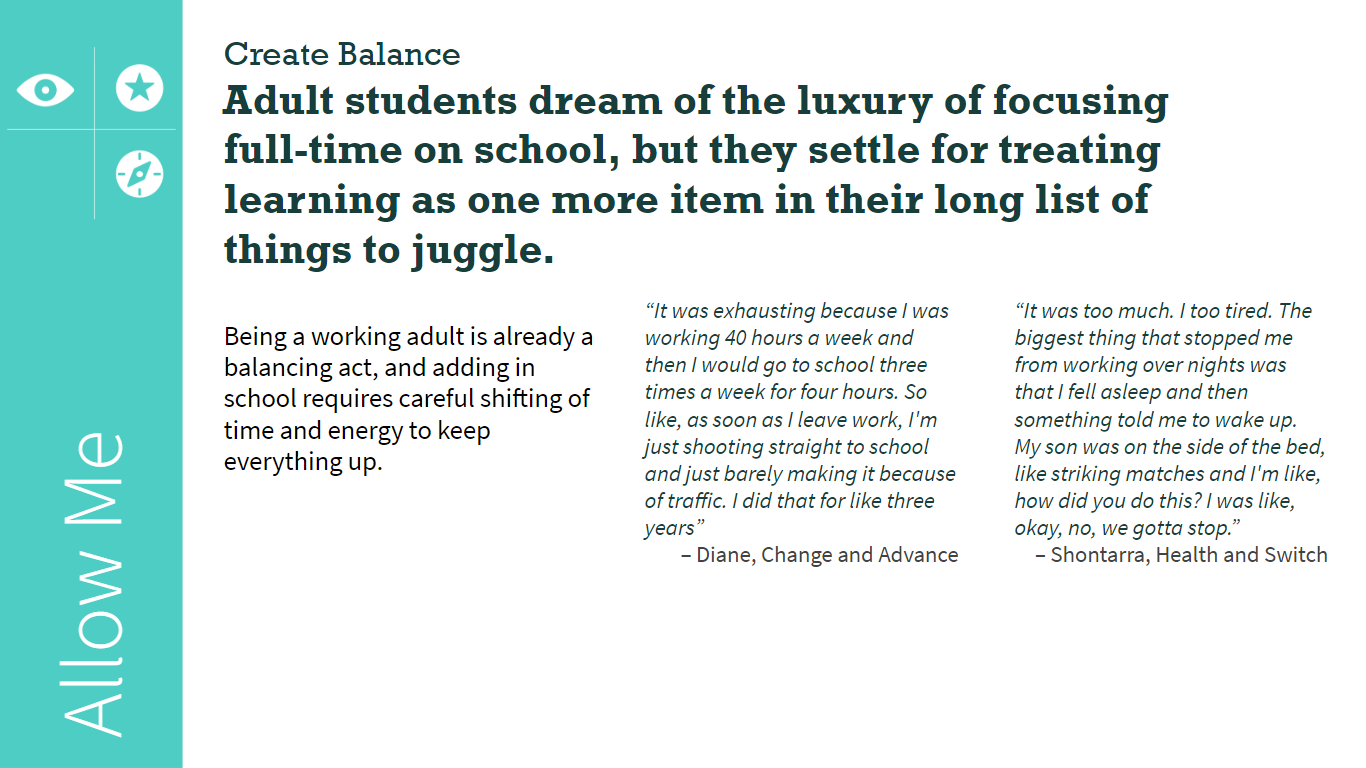 Create Balance
Adult students dream of the luxury of focusing
full-time on school, but they settle for treating
learning as one more item in their long list of
things to juggle.
Being a working adult is already a
balancing act, and adding in
school requires careful shifting of
time and energy to keep
everything up.
“It was exhausting because I was
working 40 hours a week and
then I would go to school three
times a week for four hours. So
like, as soon as I leave work, I'm
just shooting straight to school
and just barely making it because
of traffic. I did that for like three
years”
– Diane, Change and Advance
“It was too much. I too tired. The
biggest thing that stopped me
from working over nights was
that I fell asleep and then
something told me to wake up.
My son was on the side of the bed,
like striking matches and I'm like,
how did you do this? I was like,
okay, no, we gotta stop.”
– Shontarra, Health and Switch
Allow Me